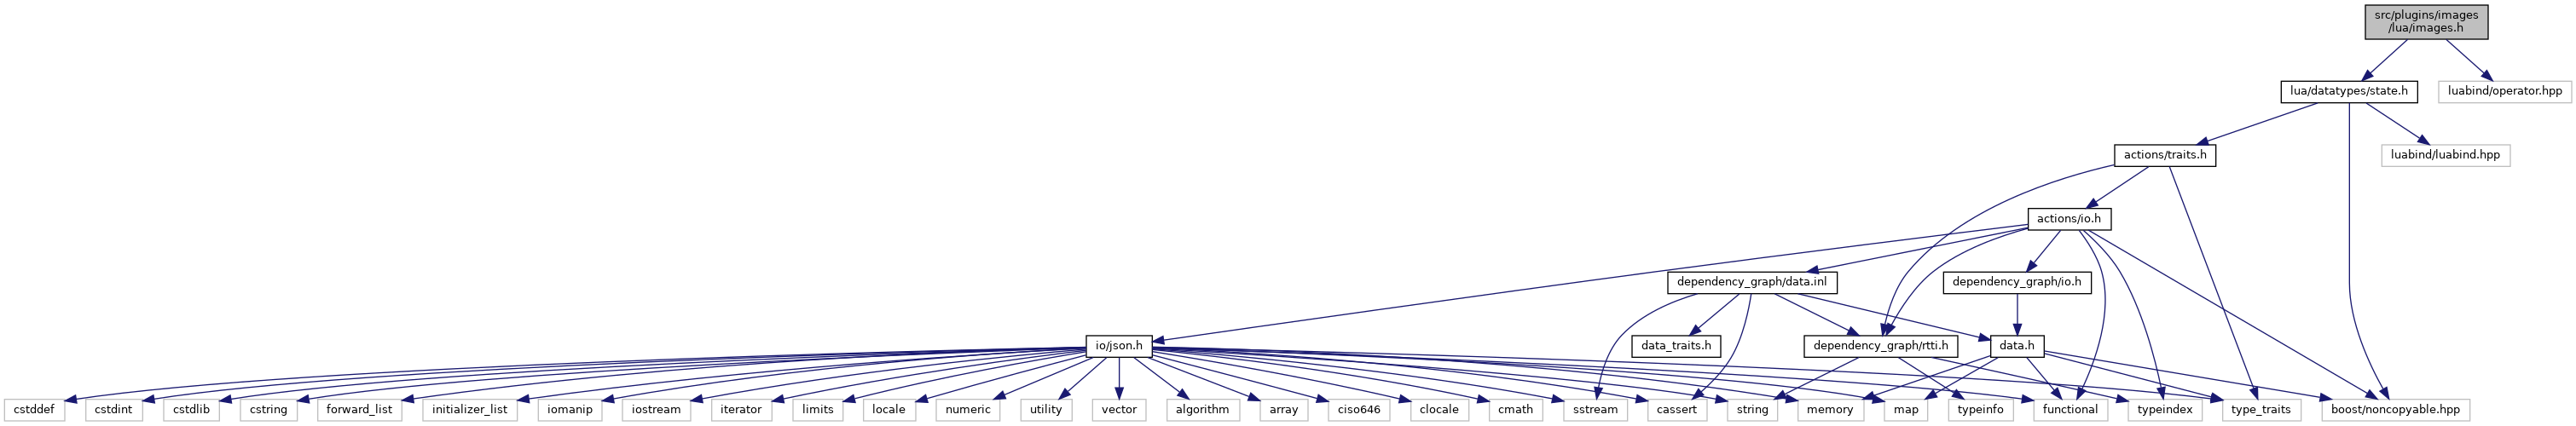 src/plugins/images
/lua/images.h
lua/datatypes/state.h
luabind/operator.hpp
actions/traits.h
luabind/luabind.hpp
actions/io.h
dependency_graph/data.inl
dependency_graph/io.h
io/json.h
data_traits.h
dependency_graph/rtti.h
data.h
cstddef
cstdint
cstdlib
cstring
forward_list
initializer_list
iomanip
iostream
iterator
limits
locale
numeric
utility
vector
algorithm
array
ciso646
clocale
cmath
sstream
cassert
string
memory
map
typeinfo
functional
typeindex
type_traits
boost/noncopyable.hpp